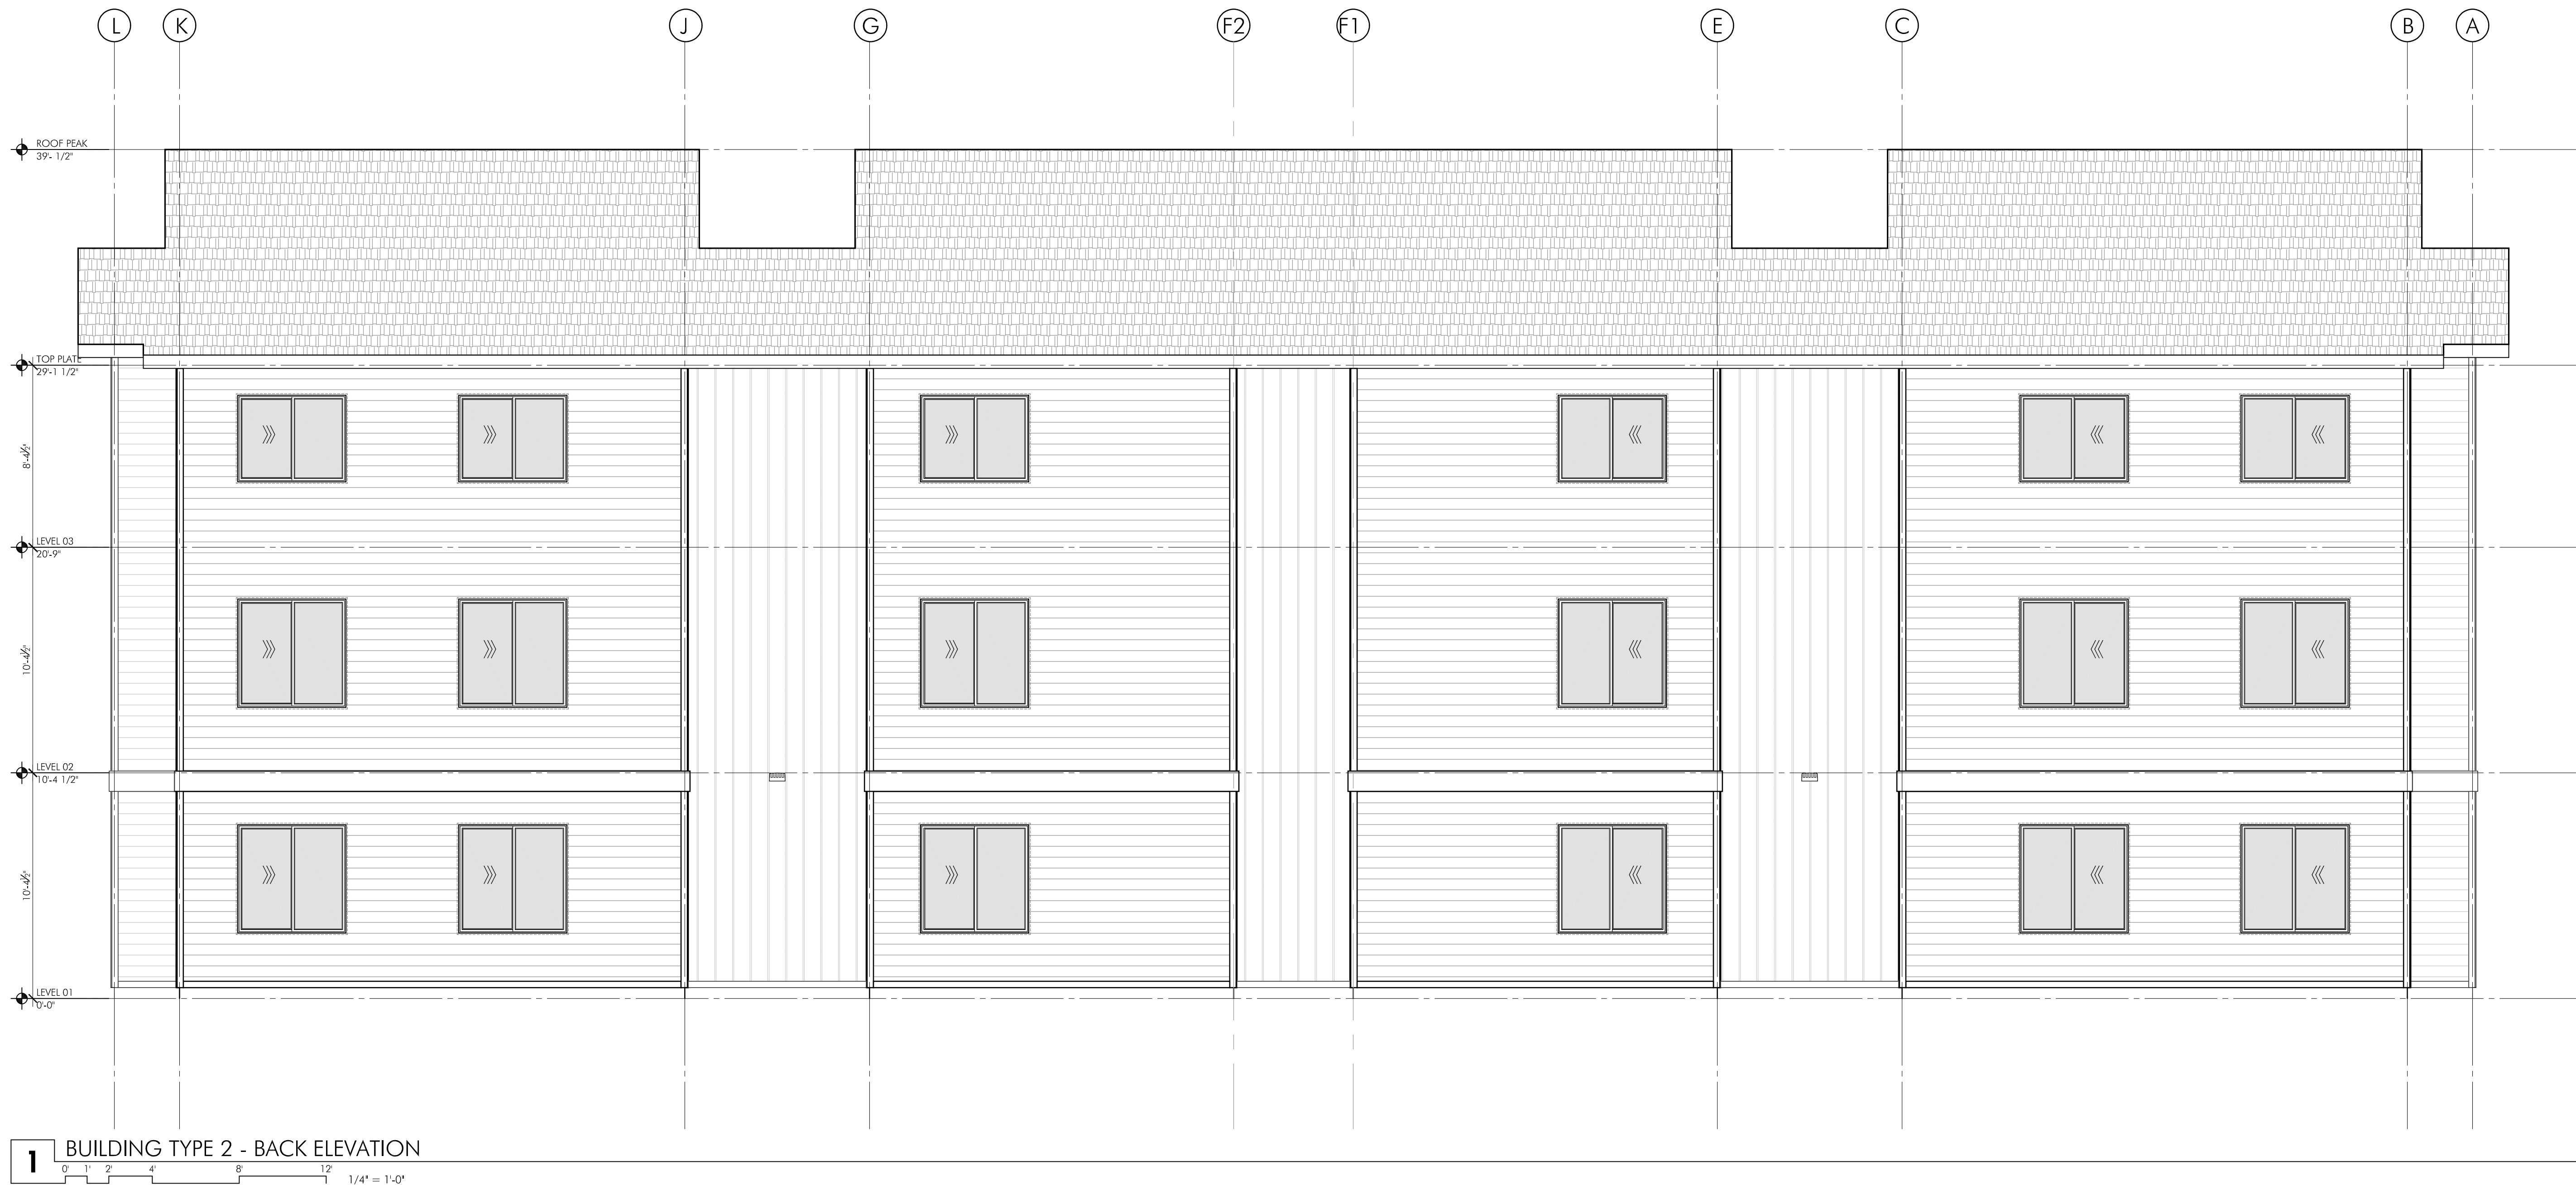 L K J G F2 F1 E C B A
ROOF PEAK
39'- 1/2"
TOP PLATE
29'-1 1/2"
8'-4½"
LEVEL 03
20'-9"
10'-4½"
LEVEL 02
10'-4 1/2"
10'-4½"
LEVEL 01
0'-0"
1 BUILDING TYPE 2 - BACK ELEVATION
0' 1' 2' 4' 8' 12'
1/4" = 1'-0"